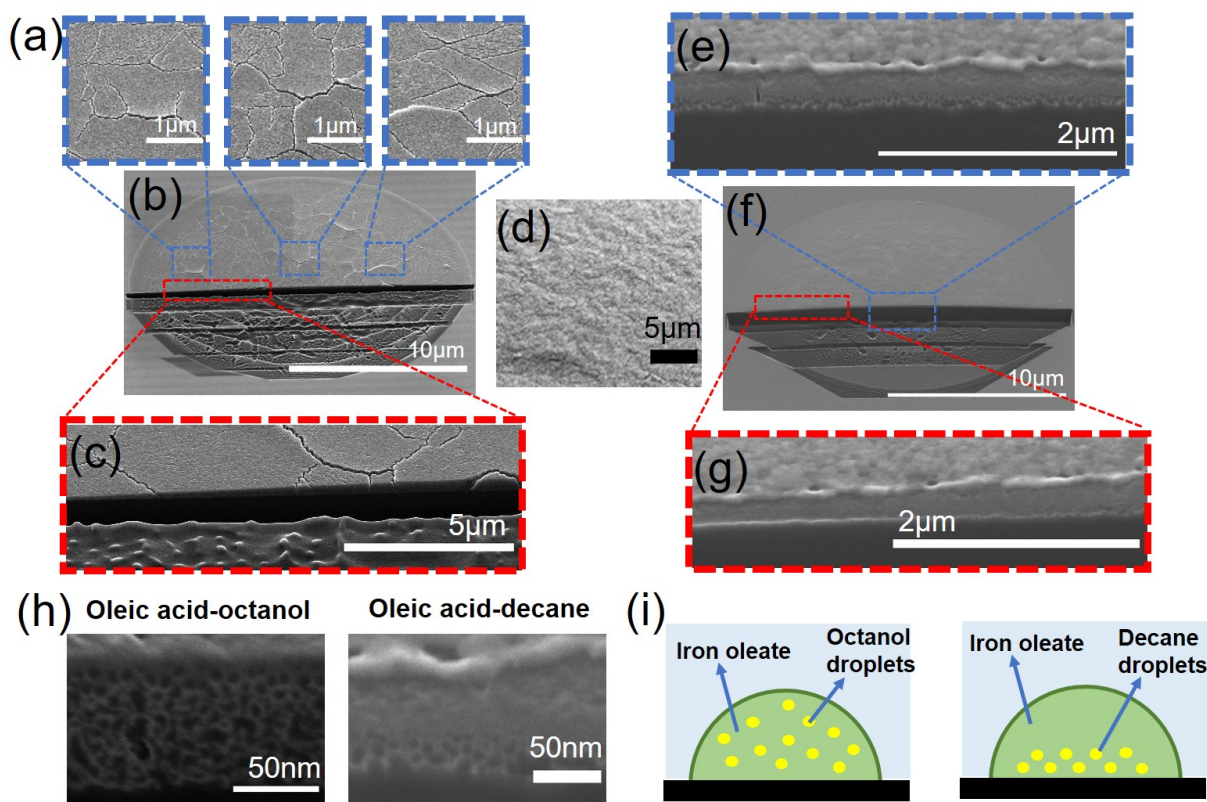 (a)
1μm
1μm
1μm
(b)
10μm
(c)
5μm
(d)
5μm
(e)
2μm
(f)
10μm
(g)
2μm
(h)
Oleic acid-octanol
Oleic acid-decane
50nm
50nm
(i)
Iron oleate
Octanol
droplets
Iron oleate
Decane
droplets